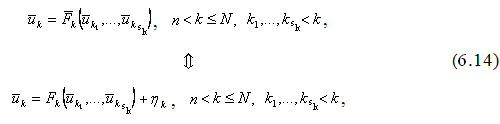 ū_k = F̄_k(ū_{k_1},...,ū_{k_{s_k}}), n < k ≤ N, k_1,...,k_{s_k} < k,
⇕
(6.14)
ū_k = F_k(ū_{k_1},...,ū_{k_{s_k}}) + η_k, n < k ≤ N, k_1,...,k_{s_k} < k,